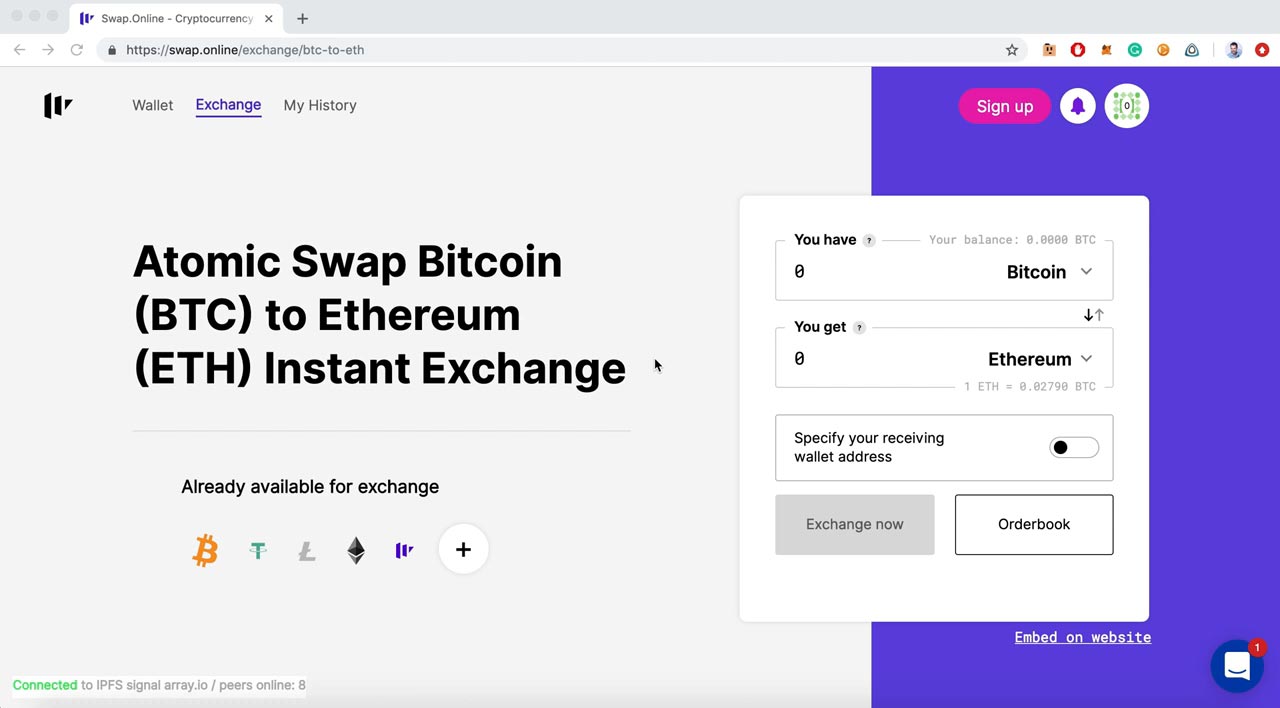 Swap.Online - Cryptocurrency
https://swap.online/exchange/btc-to-eth
Wallet Exchange My History
Sign up
[0]
Atomic Swap Bitcoin
(BTC) to Ethereum
(ETH) Instant Exchange
Already available for exchange
You have ? Your balance: 0.0000 BTC
0 Bitcoin
You get ?
0 Ethereum
1 ETH = 0.02790 BTC
Specify your receiving
wallet address
Exchange now Orderbook
Embed on website
1
Connected to IPFS signal array.io / peers online: 8